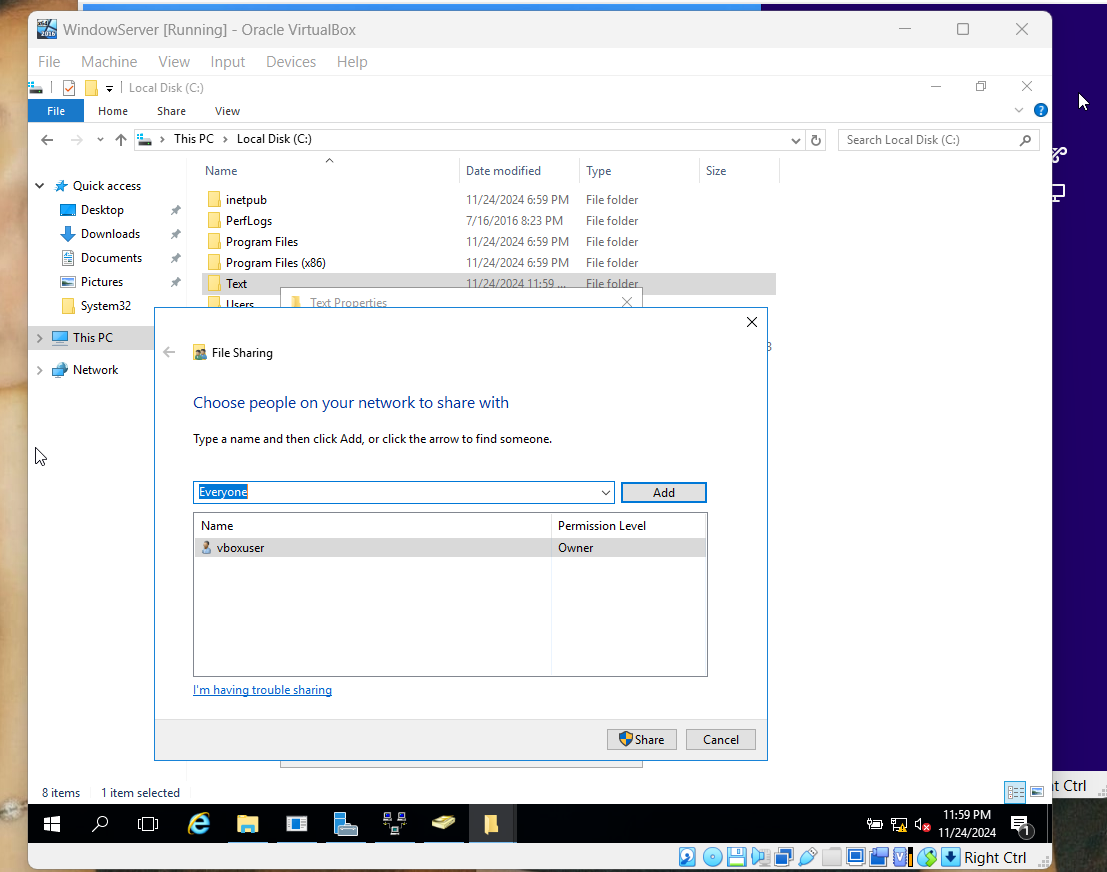 WindowServer [Running] - Oracle VirtualBox
File Machine View Input Devices Help
Local Disk (C:)
File Home Share View
This PC Local Disk (C:)
Search Local Disk (C:)
Name Date modified Type Size
Quick access
Desktop
Downloads
Documents
Pictures
System32
This PC
Network
inetpub 11/24/2024 6:59 PM File folder
PerfLogs 7/16/2016 8:23 PM File folder
Program Files 11/24/2024 6:59 PM File folder
Program Files (x86) 11/24/2024 6:59 PM File folder
Text 11/24/2024 11:59 ... File folder
Users
Text Properties
File Sharing
Choose people on your network to share with
Type a name and then click Add, or click the arrow to find someone.
Everyone Add
Name Permission Level
vboxuser Owner
I'm having trouble sharing
Share Cancel
8 items 1 item selected
11:59 PM
11/24/2024
1
Right Ctrl
t Ctrl